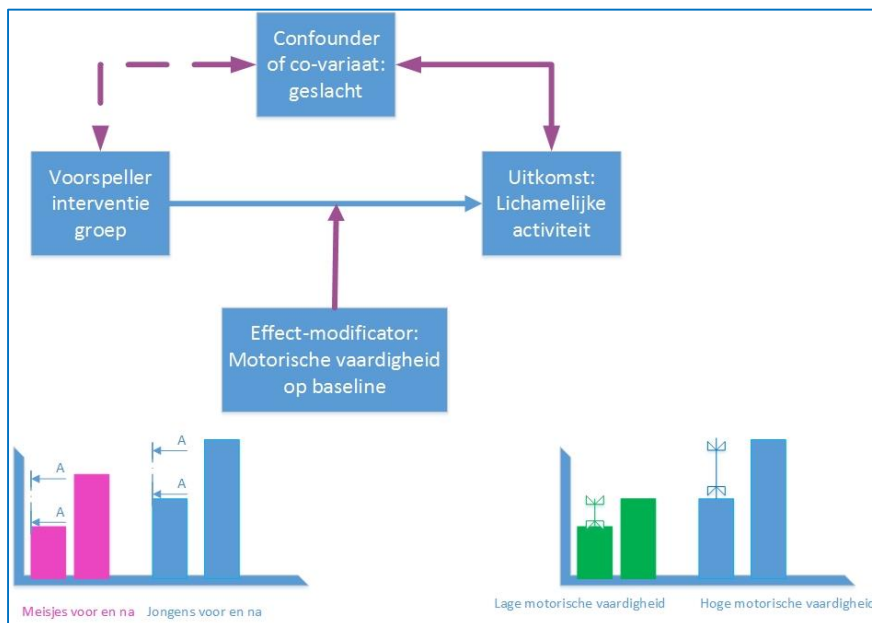 Confounder
of co-variaat:
geslacht
Voorspeller
interventie
groep
Uitkomst:
Lichamelijke
activiteit
Effect-modificator:
Motorische vaardigheid
op baseline
A
A
A
A
Meisjes voor en na
Jongens voor en na
Lage motorische vaardigheid
Hoge motorische vaardigheid